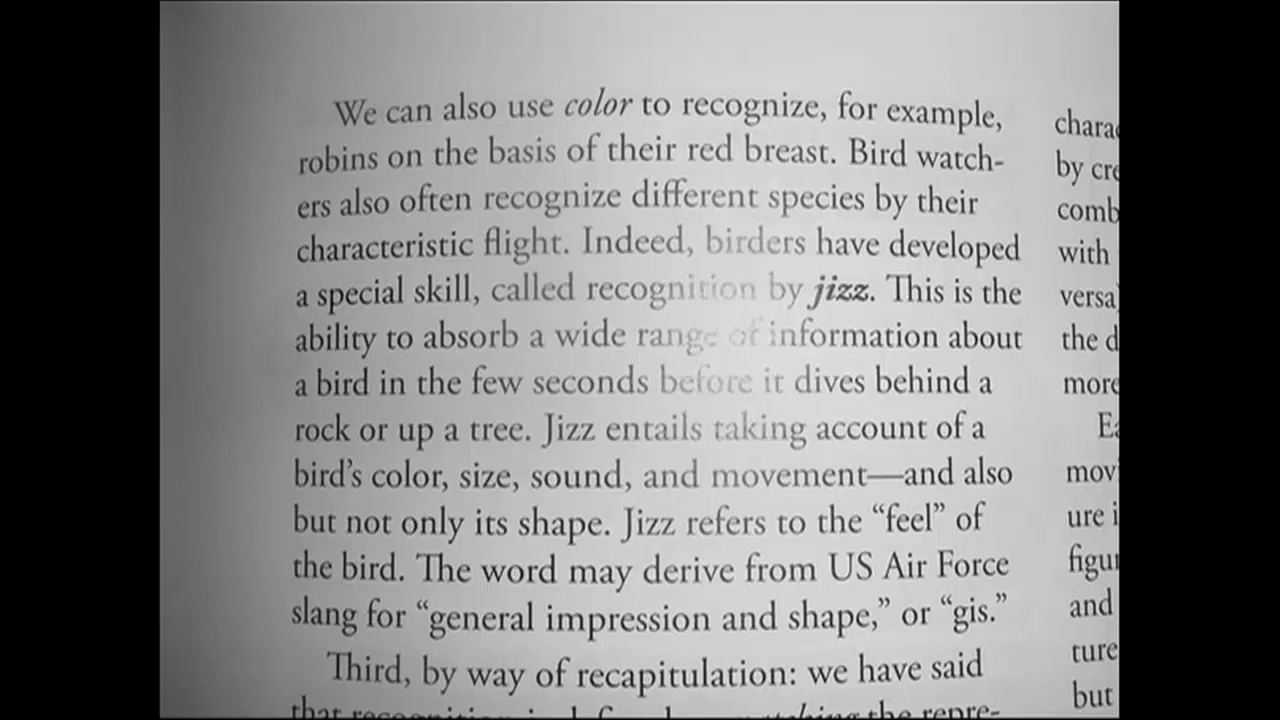 We can also use color to recognize, for example,
robins on the basis of their red breast. Bird watch-
ers also often recognize different species by their
characteristic flight. Indeed, birders have developed
a special skill, called recognition by jizz. This is the
ability to absorb a wide range of information about
a bird in the few seconds before it dives behind a
rock or up a tree. Jizz entails taking account of a
bird's color, size, sound, and movement—and also
but not only its shape. Jizz refers to the “feel” of
the bird. The word may derive from US Air Force
slang for “general impression and shape,” or “gis.”
Third, by way of recapitulation: we have said
that the repre-
by
with
the
more
ure
and
ture
but